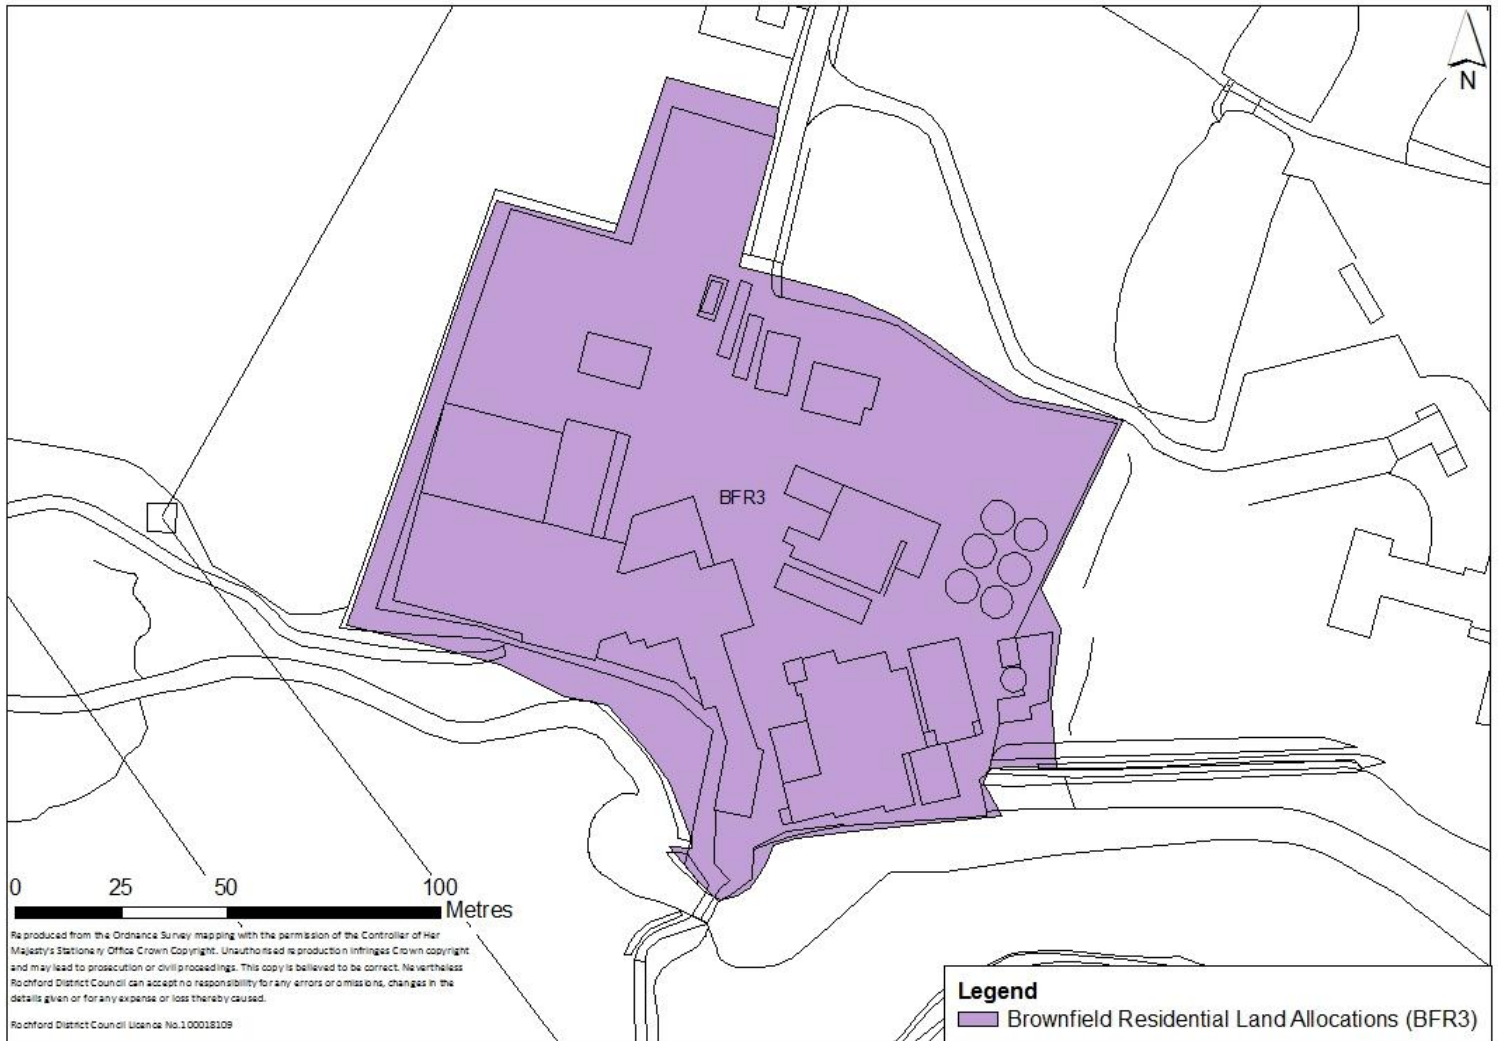 N
BFR3
0 25 50 100
Metres
Reproduced from the Ordnance Survey mapping with the permission of the Controller of Her
Majesty's Stationery Office Crown Copyright. Unauthorised reproduction infringes Crown copyright
and may lead to prosecution or civil proceedings. This copy is believed to be correct. Nevertheless
Rochford District Council can accept no responsibility for any errors or omissions, changes in the
details given or for any expense or loss thereby caused.
Rochford District Council Licence No.100018109
Legend
Brownfield Residential Land Allocations (BFR3)